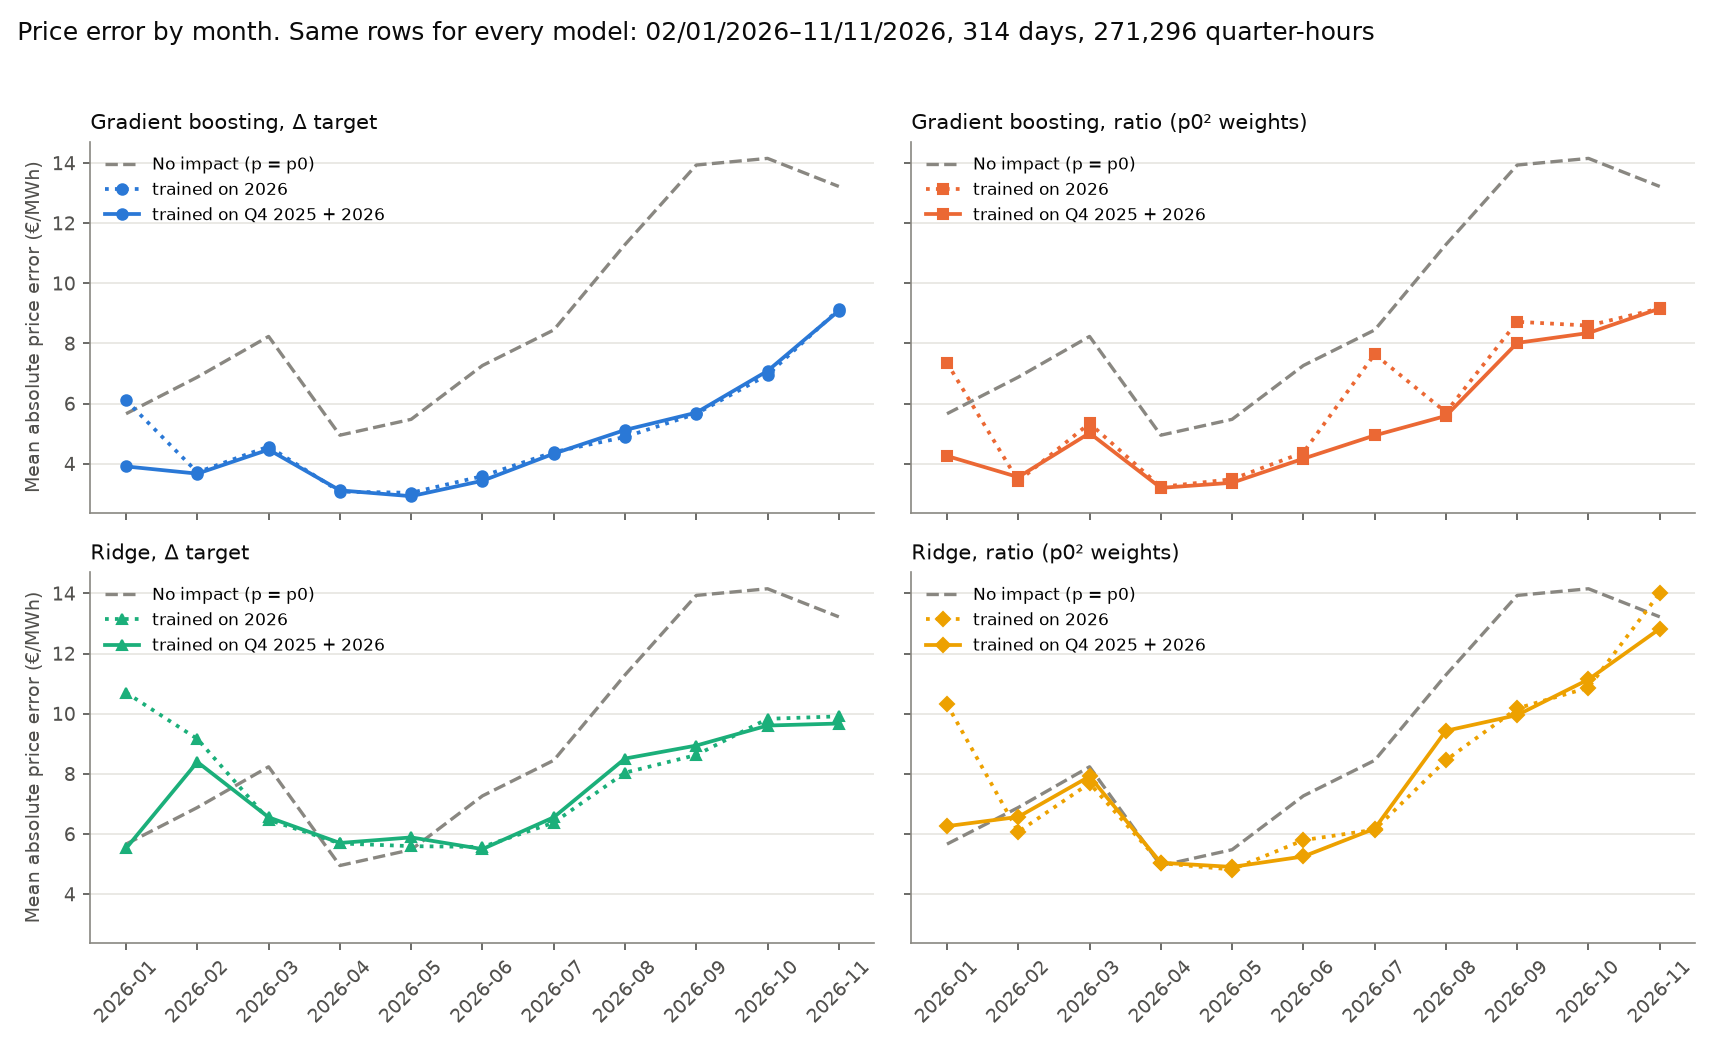 Price error by month. Same rows for every model: 02/01/2026–11/11/2026, 314 days, 271,296 quarter-hours
Gradient boosting, Δ target
Mean absolute price error (€/MWh)
14
12
10
8
6
4
No impact (p = p0)
trained on 2026
trained on Q4 2025 + 2026
Gradient boosting, ratio (p0² weights)
No impact (p = p0)
trained on 2026
trained on Q4 2025 + 2026
Ridge, Δ target
Mean absolute price error (€/MWh)
14
12
10
8
6
4
No impact (p = p0)
trained on 2026
trained on Q4 2025 + 2026
2026-01
2026-02
2026-03
2026-04
2026-05
2026-06
2026-07
2026-08
2026-09
2026-10
2026-11
Ridge, ratio (p0² weights)
No impact (p = p0)
trained on 2026
trained on Q4 2025 + 2026
2026-01
2026-02
2026-03
2026-04
2026-05
2026-06
2026-07
2026-08
2026-09
2026-10
2026-11